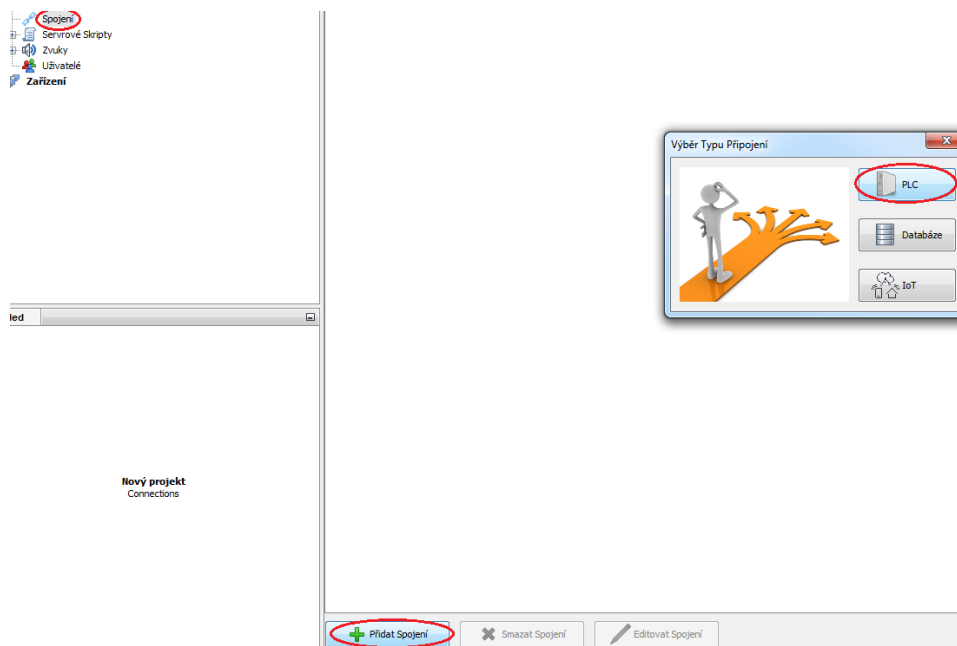 Spojení
Servrové Skripty
Zvuky
Uživatelé
Zařízení
Výběr Typu Připojení
PLC
Databáze
IoT
led
Nový projekt
Connections
Přidat Spojení
Smazat Spojení
Editovat Spojení